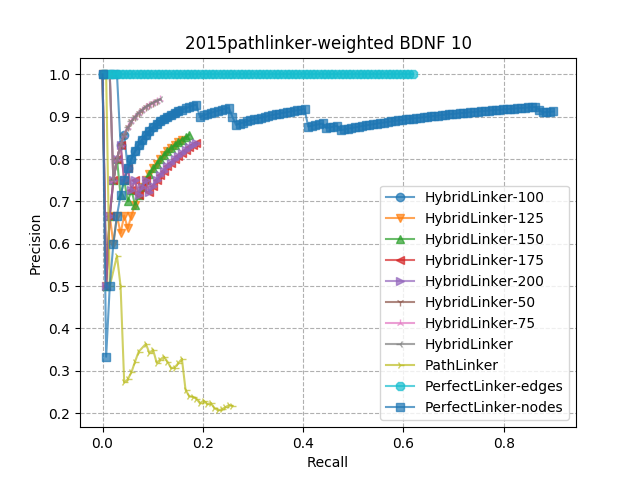 2015pathlinker-weighted BDNF 10
Precision
1.0
0.9
0.8
0.7
0.6
0.5
0.4
0.3
0.2
HybridLinker-100
HybridLinker-125
HybridLinker-150
HybridLinker-175
HybridLinker-200
HybridLinker-50
HybridLinker-75
HybridLinker
PathLinker
PerfectLinker-edges
PerfectLinker-nodes
0.0 0.2 0.4 0.6 0.8
Recall